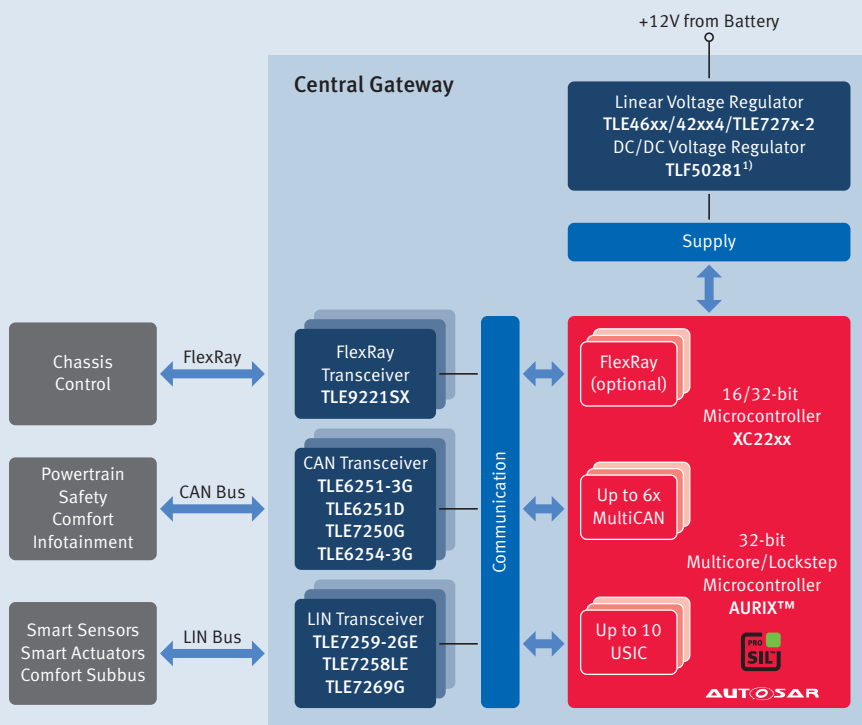 +12V from Battery
Central Gateway
Linear Voltage Regulator
TLE46xx/42xx4/TLE727x-2
DC/DC Voltage Regulator
TLF50281¹⁾
Supply
Chassis
Control
FlexRay
FlexRay
Transceiver
TLE9221SX
Communication
FlexRay
(optional)
16/32-bit
Microcontroller
XC22xx
Powertrain
Safety
Comfort
Infotainment
CAN Bus
CAN Transceiver
TLE6251-3G
TLE6251D
TLE7250G
TLE6254-3G
Up to 6x
MultiCAN
32-bit
Multicore/Lockstep
Microcontroller
AURIX™
Smart Sensors
Smart Actuators
Comfort Subbus
LIN Bus
LIN Transceiver
TLE7259-2GE
TLE7258LE
TLE7269G
Up to 10
USIC
PRO
SIL™
AUTOSAR